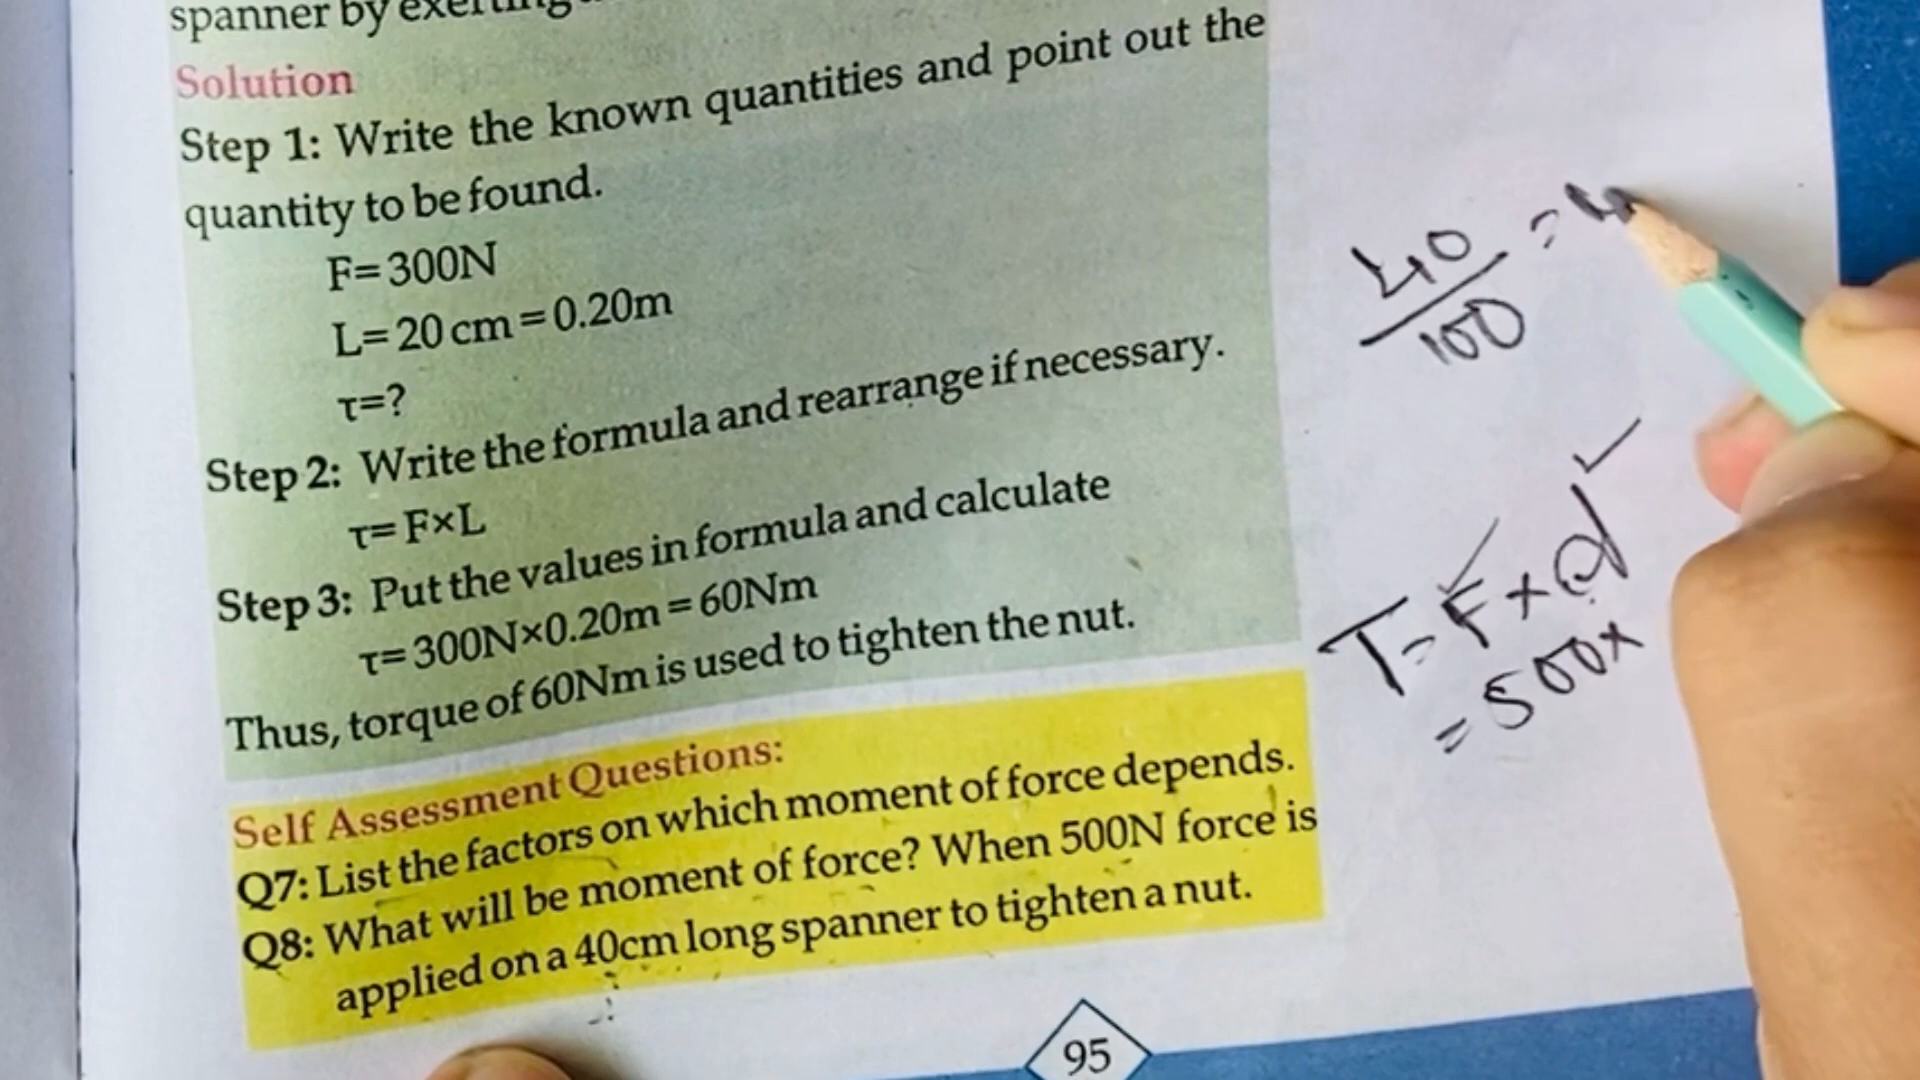 spanner by exerting
Solution
Step 1: Write the known quantities and point out the
quantity to be found.
F= 300N
L= 20 cm = 0.20m
τ=?
Step 2: Write the formula and rearrange if necessary.
τ= F×L
Step 3: Put the values in formula and calculate
τ= 300N×0.20m = 60Nm
Thus, torque of 60Nm is used to tighten the nut.
Self Assessment Questions:
Q7: List the factors on which moment of force depends.
Q8: What will be moment of force? When 500N force is
applied on a 40cm long spanner to tighten a nut.
95
40
100
=
T= F×d
= 500×